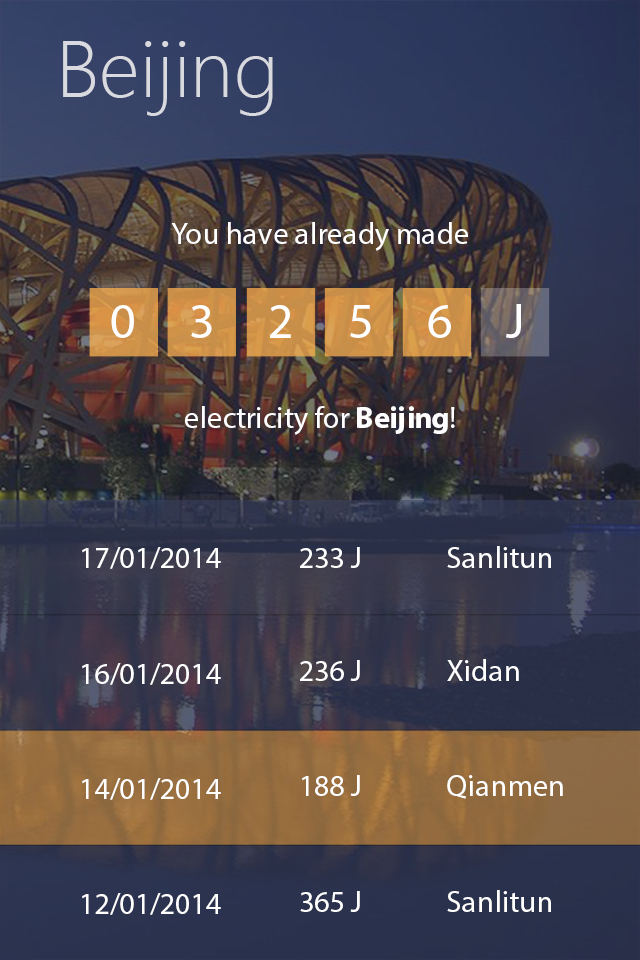 Beijing
You have already made
0 3 2 5 6 J
electricity for Beijing!
17/01/2014 233 J Sanlitun
16/01/2014 236 J Xidan
14/01/2014 188 J Qianmen
12/01/2014 365 J Sanlitun